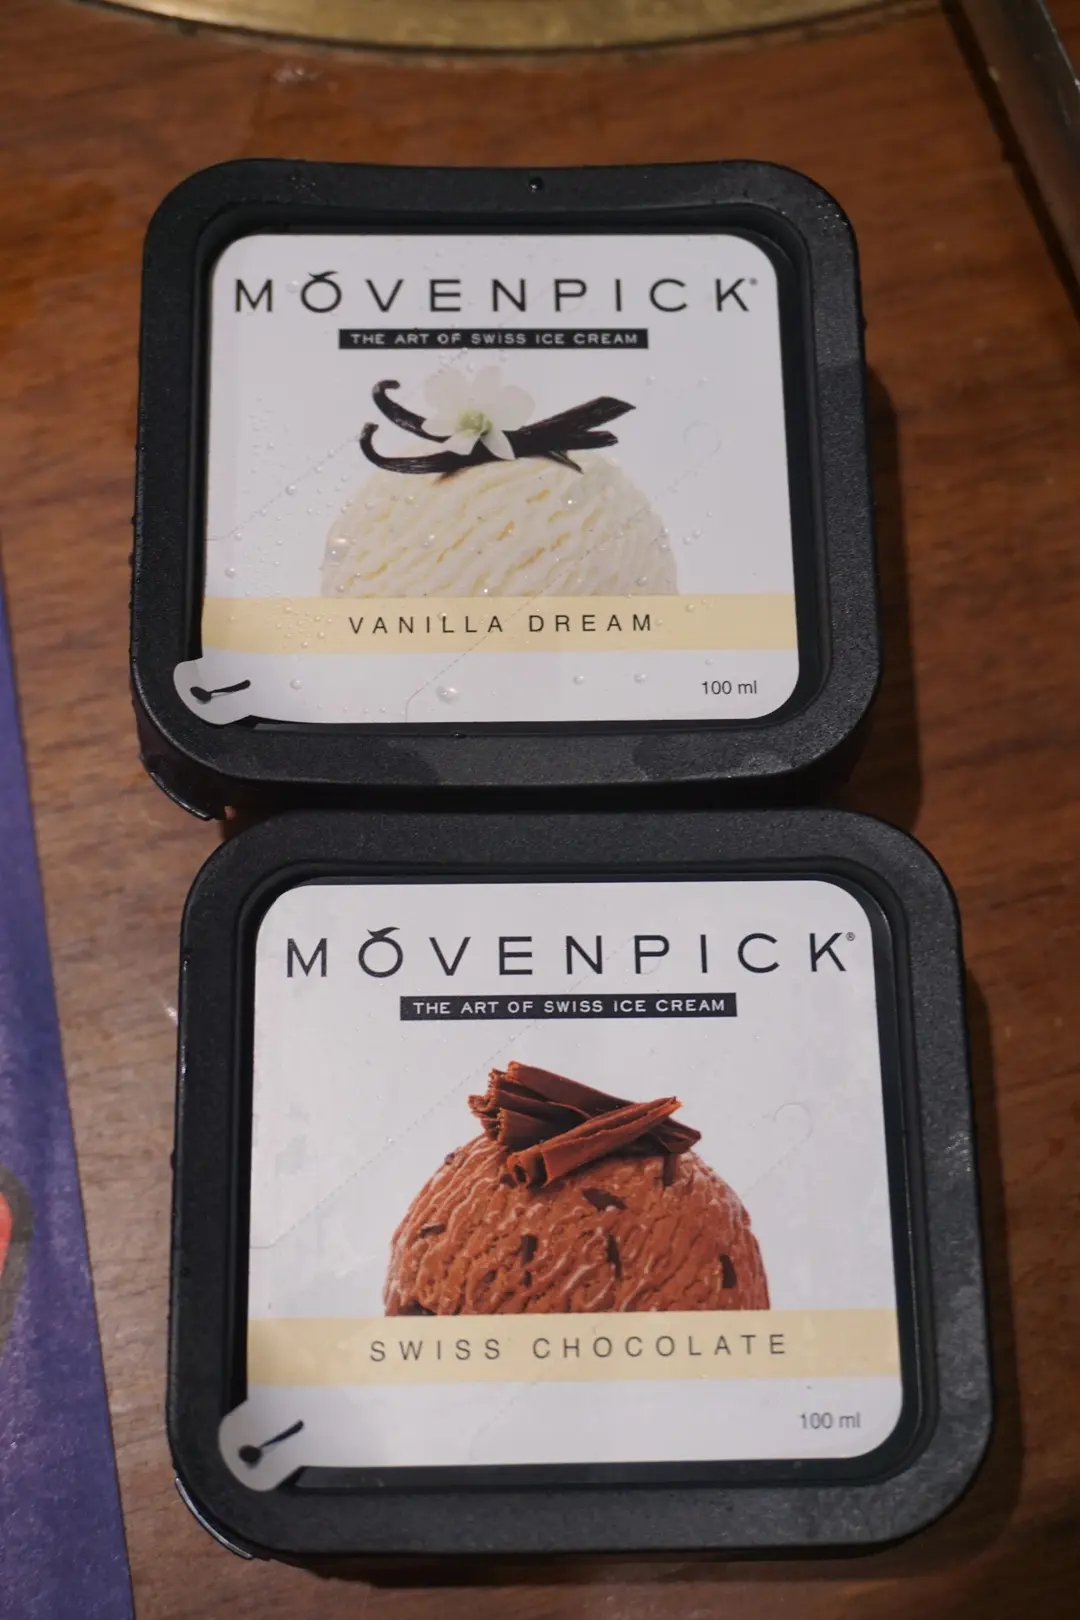 MÖVENPICK®
THE ART OF SWISS ICE CREAM
VANILLA DREAM
100 ml
MÖVENPICK®
THE ART OF SWISS ICE CREAM
SWISS CHOCOLATE
100 ml